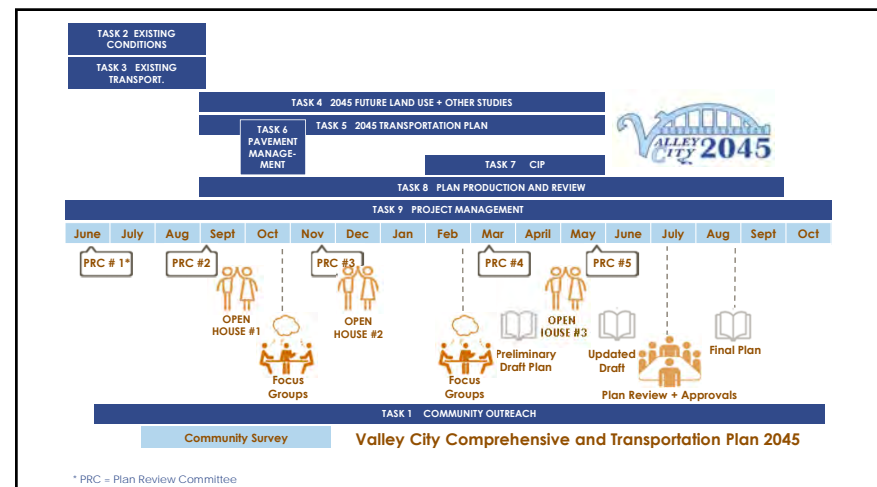 TASK 2 EXISTING
CONDITIONS
TASK 3 EXISTING
TRANSPORT.
TASK 4 2045 FUTURE LAND USE + OTHER STUDIES
TASK 5 2045 TRANSPORTATION PLAN
TASK 6
PAVEMENT
MANAGE-
MENT
VALLEY
CITY 2045
TASK 7 CIP
TASK 8 PLAN PRODUCTION AND REVIEW
TASK 9 PROJECT MANAGEMENT
June July Aug Sept Oct Nov Dec Jan Feb Mar April May June July Aug Sept Oct
PRC # 1* PRC #2 PRC #3 PRC #4 PRC #5
OPEN
HOUSE #1
OPEN
HOUSE #2
OPEN
HOUSE #3
Focus
Groups
Focus
Groups
Preliminary
Draft Plan
Updated
Draft
Final Plan
Plan Review + Approvals
TASK 1 COMMUNITY OUTREACH
Community Survey
Valley City Comprehensive and Transportation Plan 2045
* PRC = Plan Review Committee